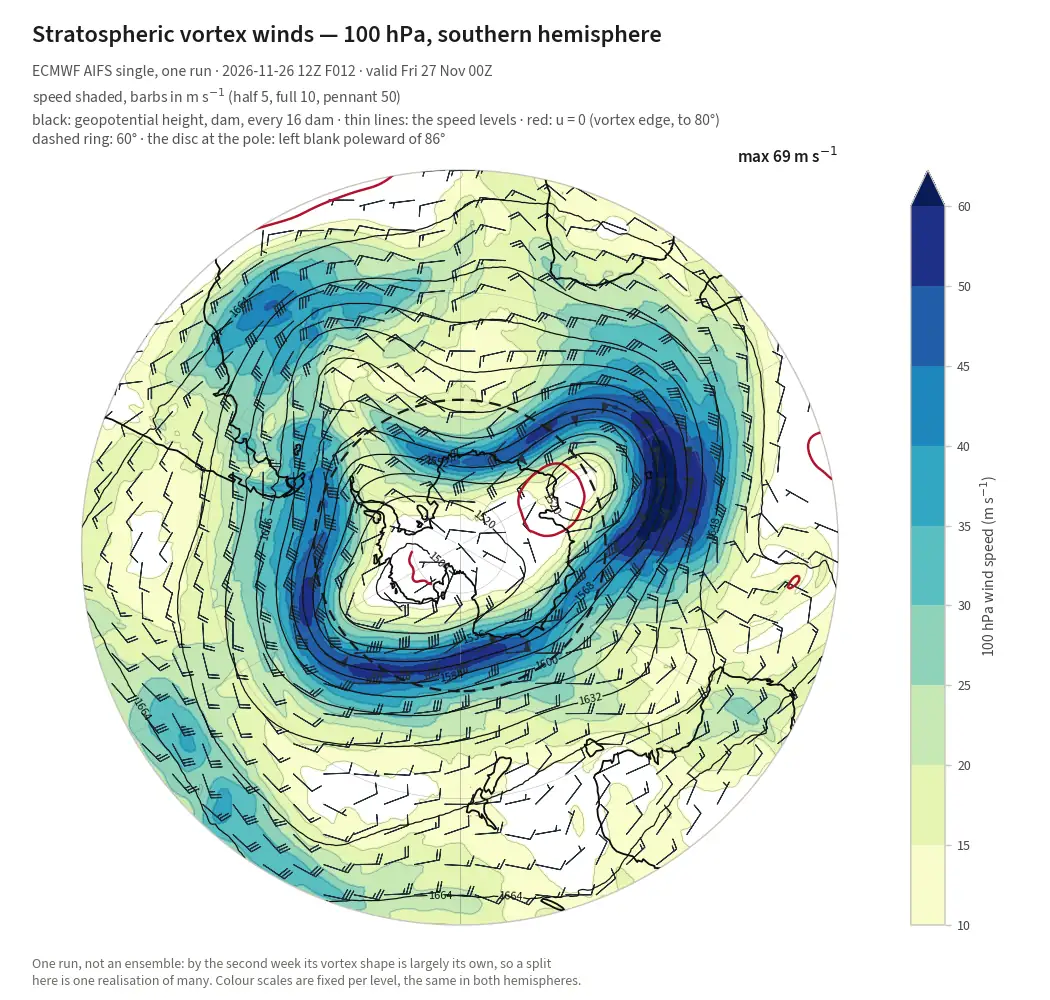 Stratospheric vortex winds — 100 hPa, southern hemisphere
ECMWF AIFS single, one run · 2026-11-26 12Z F012 · valid Fri 27 Nov 00Z
speed shaded, barbs in m s⁻¹ (half 5, full 10, pennant 50)
black: geopotential height, dam, every 16 dam · thin lines: the speed levels · red: u = 0 (vortex edge, to 80°)
dashed ring: 60° · the disc at the pole: left blank poleward of 86°
max 69 m s⁻¹
60
50
45
40
35
30
25
20
15
10
100 hPa wind speed (m s⁻¹)
1520
1568
1600
1632
1664
1664
1664
One run, not an ensemble: by the second week its vortex shape is largely its own, so a split
here is one realisation of many. Colour scales are fixed per level, the same in both hemispheres.